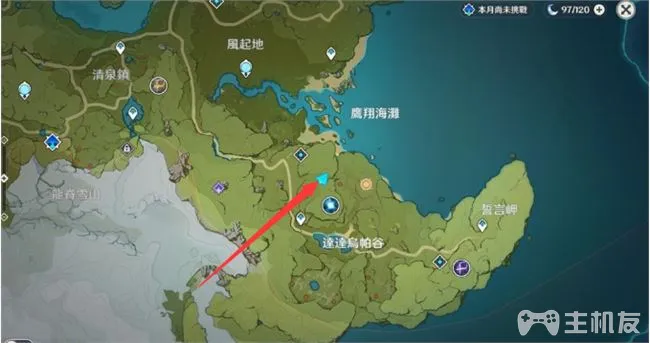 本月尚未挑戰
97/120
風起地
清泉鎮
鷹翔海灘
龍脊雪山
誓言岬
達達烏帕谷
主机友